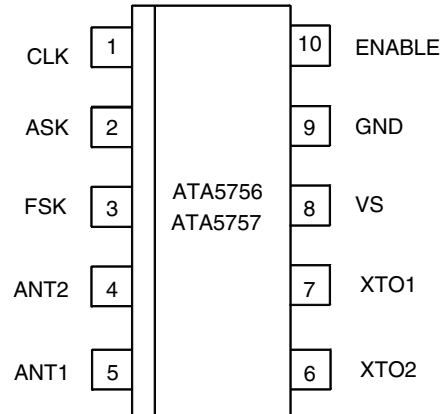 CLK 1 10 ENABLE
ASK 2 9 GND
ATA5756
ATA5757
FSK 3 8 VS
ANT2 4 7 XTO1
ANT1 5 6 XTO2